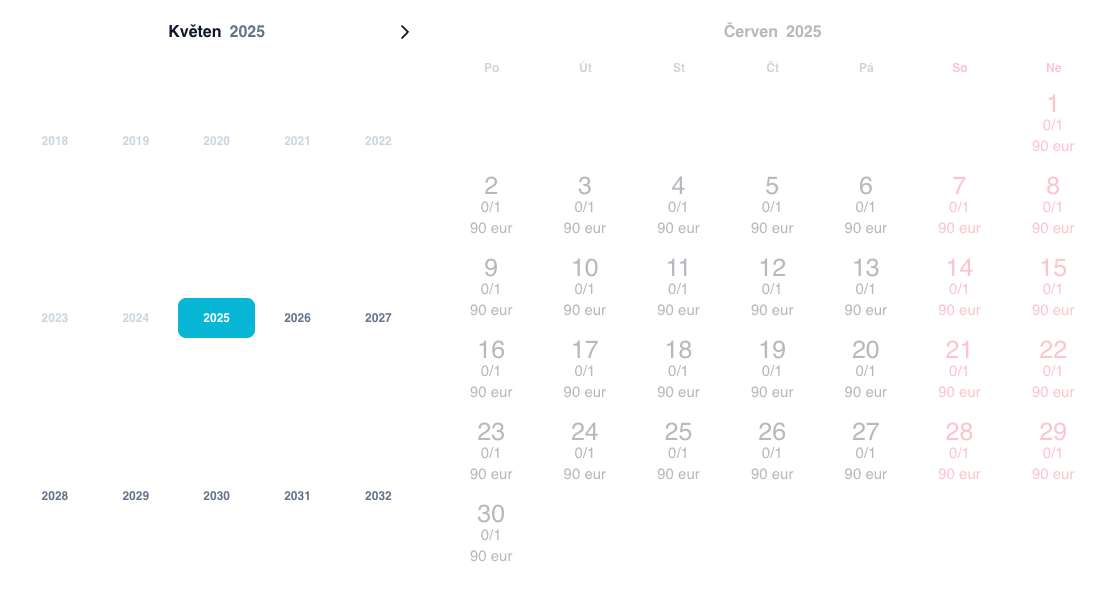 Květen 2025
2018 2019 2020 2021 2022
2023 2024 2025 2026 2027
2028 2029 2030 2031 2032
Červen 2025
Po Út St Čt Pá So Ne
1
0/1
90 eur
2 3 4 5 6 7 8
0/1 0/1 0/1 0/1 0/1 0/1 0/1
90 eur 90 eur 90 eur 90 eur 90 eur 90 eur 90 eur
9 10 11 12 13 14 15
0/1 0/1 0/1 0/1 0/1 0/1 0/1
90 eur 90 eur 90 eur 90 eur 90 eur 90 eur 90 eur
16 17 18 19 20 21 22
0/1 0/1 0/1 0/1 0/1 0/1 0/1
90 eur 90 eur 90 eur 90 eur 90 eur 90 eur 90 eur
23 24 25 26 27 28 29
0/1 0/1 0/1 0/1 0/1 0/1 0/1
90 eur 90 eur 90 eur 90 eur 90 eur 90 eur 90 eur
30
0/1
90 eur